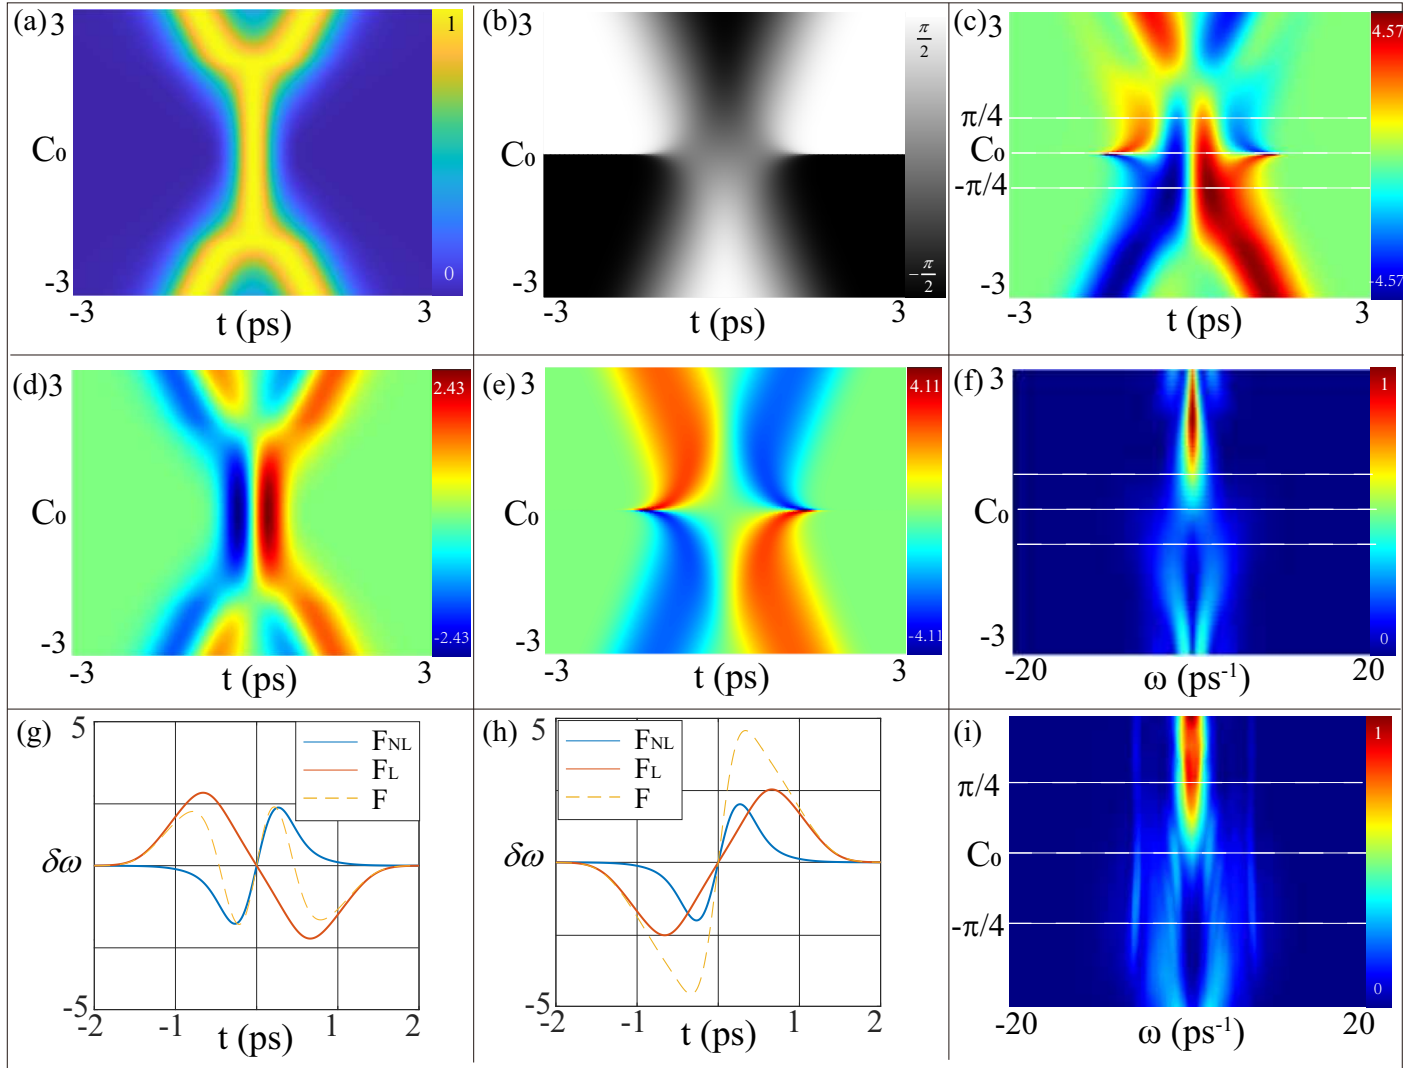 (a) 3 1
C₀
0
-3
-3 3
t (ps)
(b) 3 π/2
C₀
-π/2
-3
-3 3
t (ps)
(c) 3 4.57
π/4
C₀
-π/4
-3 -4.57
-3 3
t (ps)
(d) 3 2.43
C₀
-3 -2.43
-3 3
t (ps)
(e) 3 4.11
C₀
-3 -4.11
-3 3
t (ps)
(f) 3 1
C₀
-3 0
-20 20
ω (ps⁻¹)
(g) 5
F_NL
F_L
F
δω
-5
-2 -1 0 1 2
t (ps)
(h) 5
F_NL
F_L
F
δω
-5
-2 -1 0 1 2
t (ps)
(i) 1
π/4
C₀
-π/4
0
-20 20
ω (ps⁻¹)